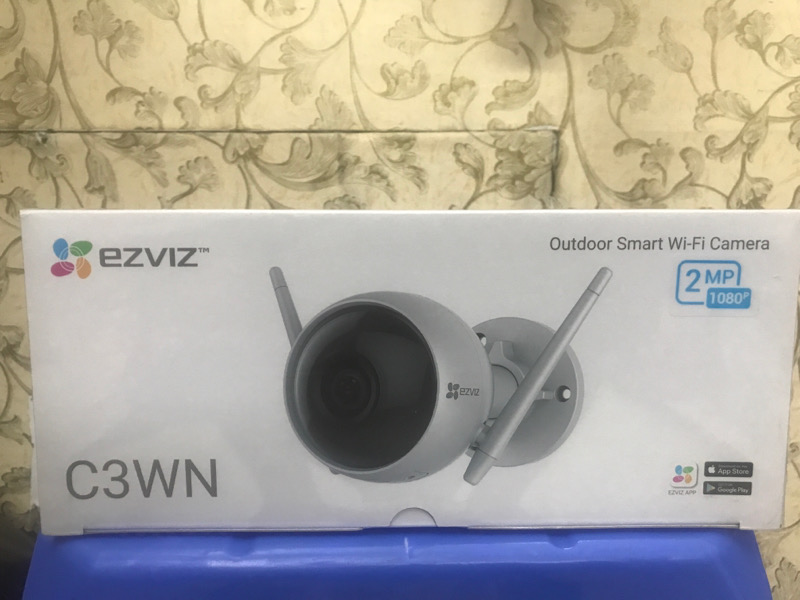 ezviz™
Outdoor Smart Wi-Fi Camera
2 MP
1080P
ezviz
C3WN
EZVIZ APP
App Store
Google Play